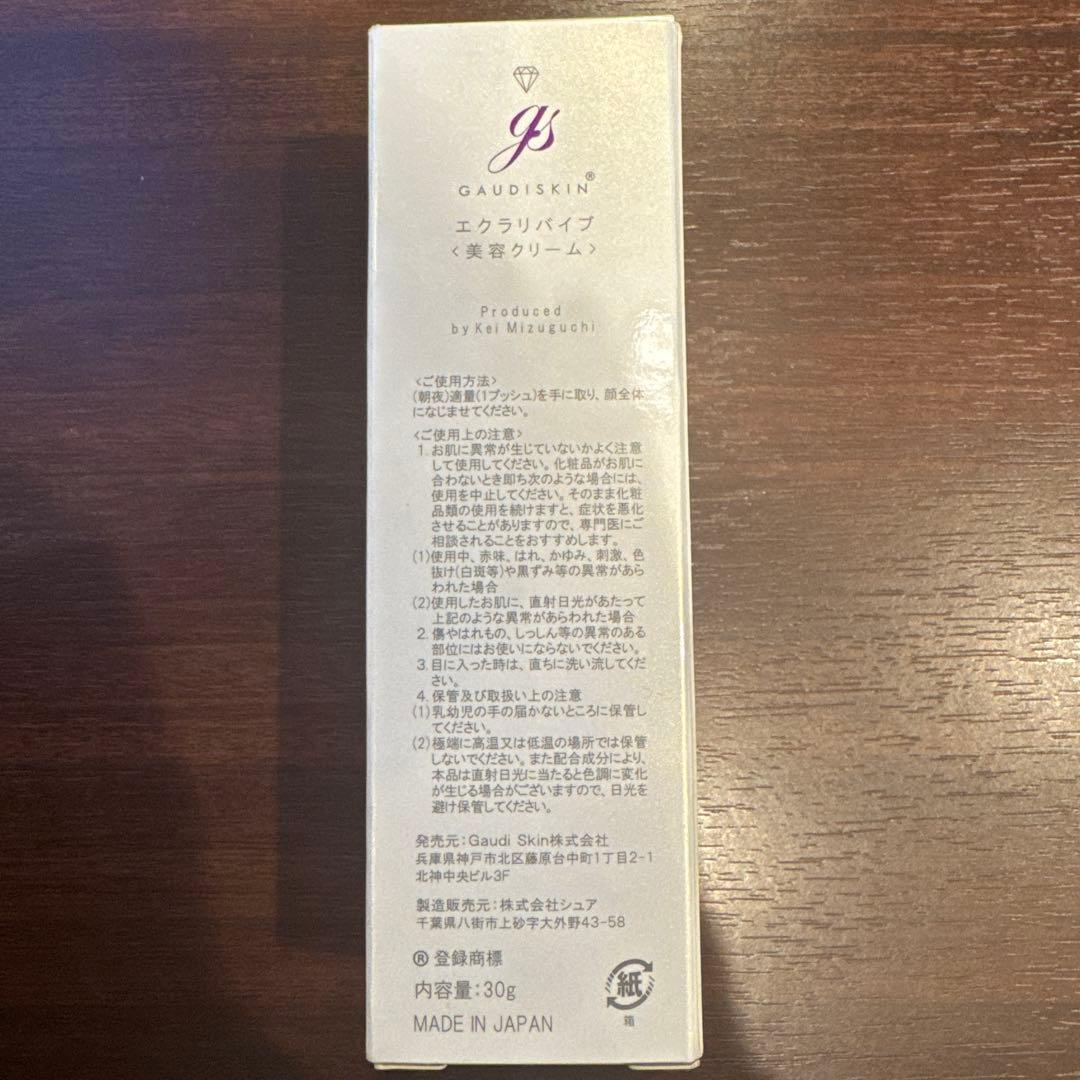 gs
GAUDISKIN®
エクラリバイブ
<美容クリーム>
Produced
by Kei Mizuguchi
<ご使用方法>
(朝夜)適量(1プッシュ)を手に取り、顔全体
になじませてください。
<ご使用上の注意>
1. お肌に異常が生じていないかよく注意
して使用してください。化粧品がお肌に
合わないとき即ち次のような場合には、
使用を中止してください。そのまま化粧
品類の使用を続けますと、症状を悪化
させることがありますので、専門医にご
相談されることをおすすめします。
(1)使用中、赤味、はれ、かゆみ、刺激、色
抜け(白斑等)や黒ずみ等の異常があら
われた場合
(2)使用したお肌に、直射日光があたって
上記のような異常があらわれた場合
2. 傷やはれもの、しっしん等の異常のある
部位にはお使いにならないでください。
3. 目に入った時は、直ちに洗い流してくだ
さい。
4. 保管及び取扱い上の注意
(1)乳幼児の手の届かないところに保管し
てください。
(2)極端に高温又は低温の場所では保管
しないでください。また配合成分により、
本品は直射日光に当たると色調に変化
が生じる場合がございますので、日光を
避け保管してください。
発売元:Gaudi Skin株式会社
兵庫県神戸市北区藤原台中町1丁目2-1
北神中央ビル3F
製造販売元:株式会社シュア
千葉県八街市上砂字大外野43-58
®登録商標
内容量:30g
MADE IN JAPAN
紙
箱